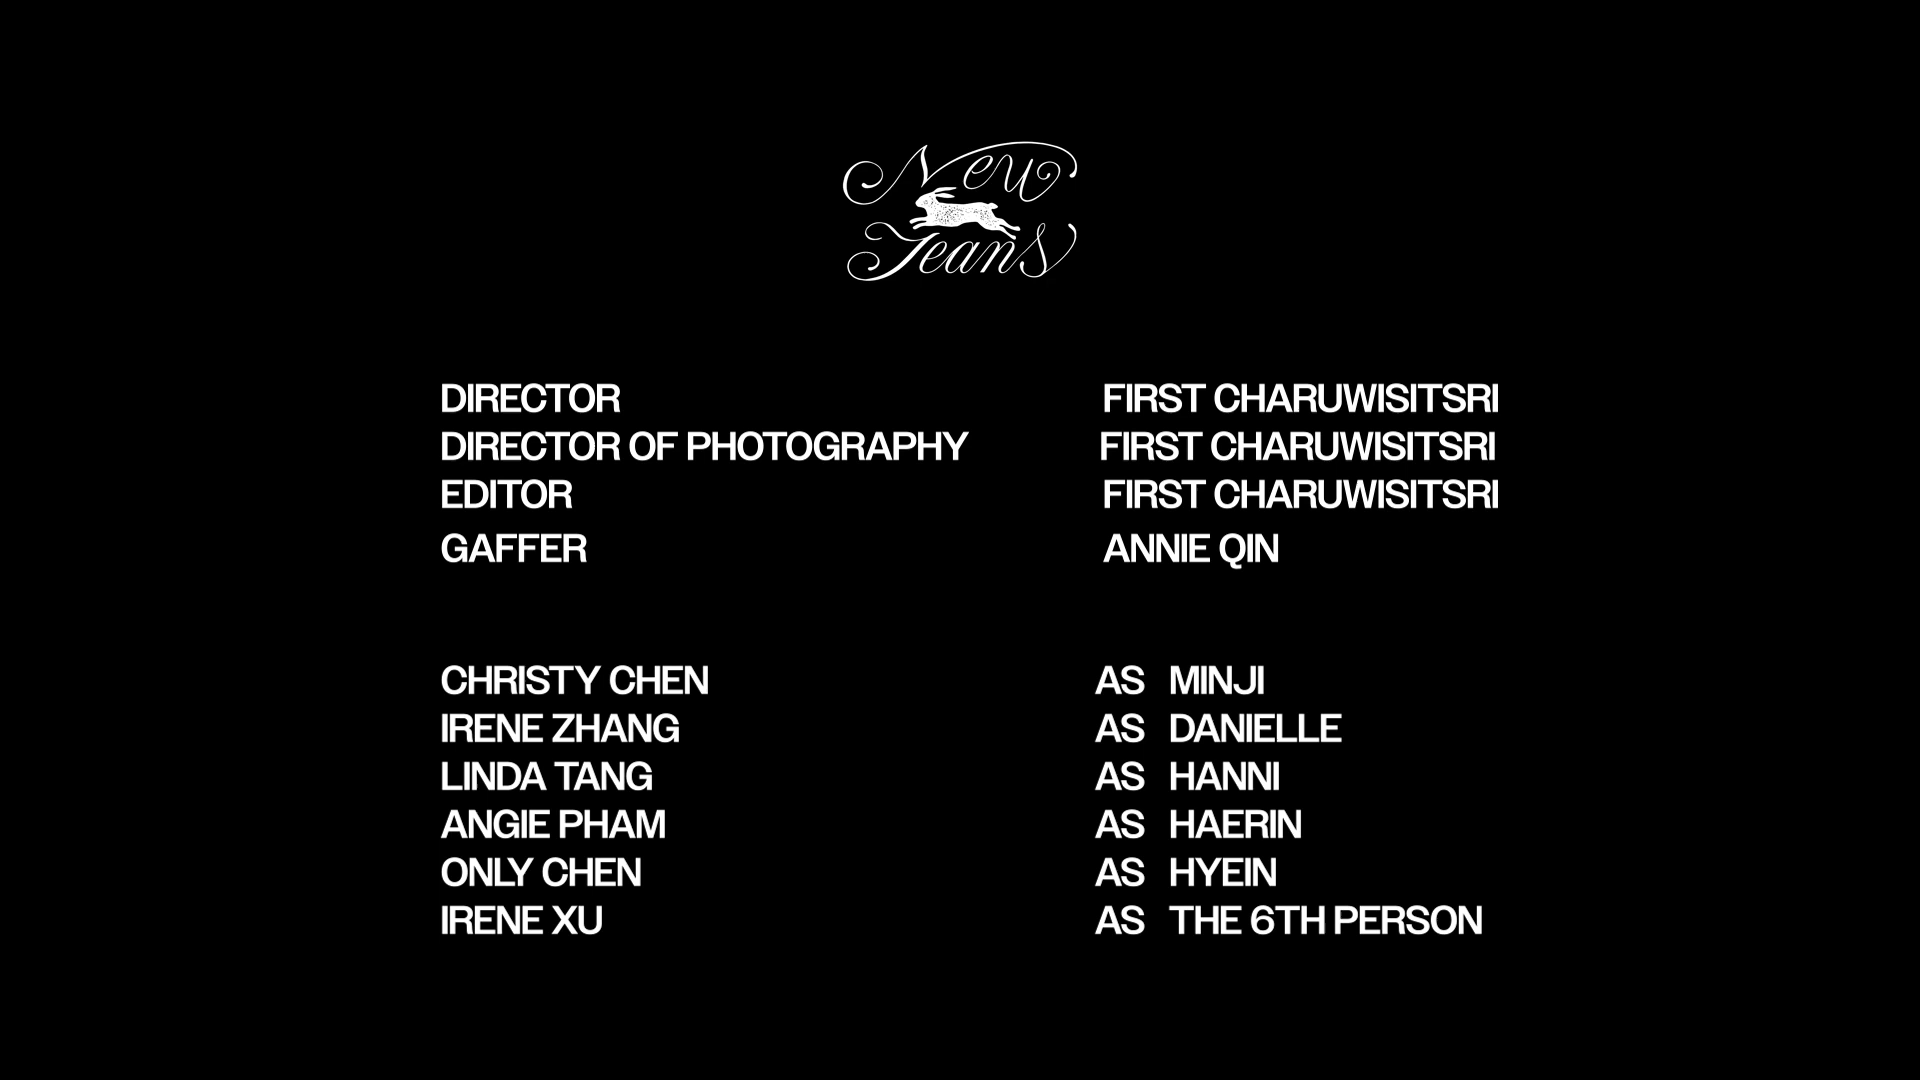 New
Jeans
DIRECTOR FIRST CHARUWISITSRI
DIRECTOR OF PHOTOGRAPHY FIRST CHARUWISITSRI
EDITOR FIRST CHARUWISITSRI
GAFFER ANNIE QIN
CHRISTY CHEN AS MINJI
IRENE ZHANG AS DANIELLE
LINDA TANG AS HANNI
ANGIE PHAM AS HAERIN
ONLY CHEN AS HYEIN
IRENE XU AS THE 6TH PERSON